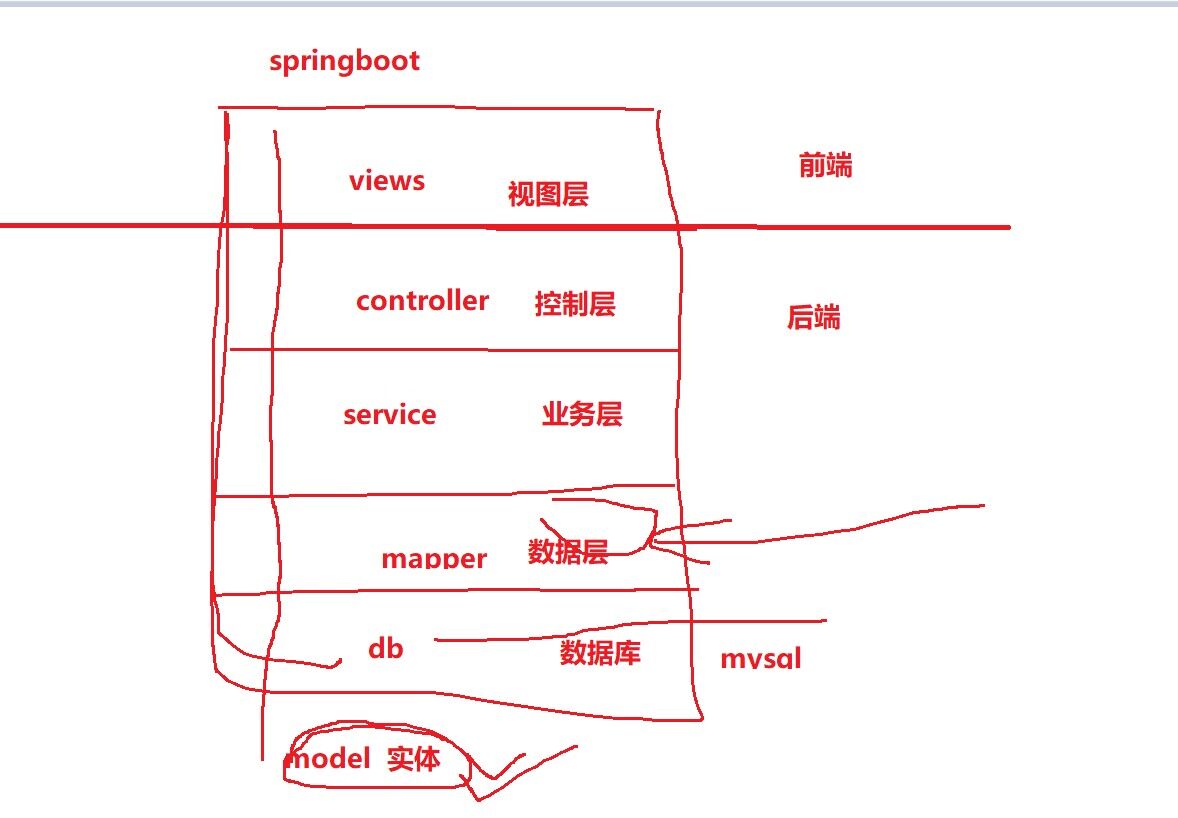 springboot
views 视图层 前端
controller 控制层 后端
service 业务层
mapper 数据层
db 数据库 mysql
model 实体